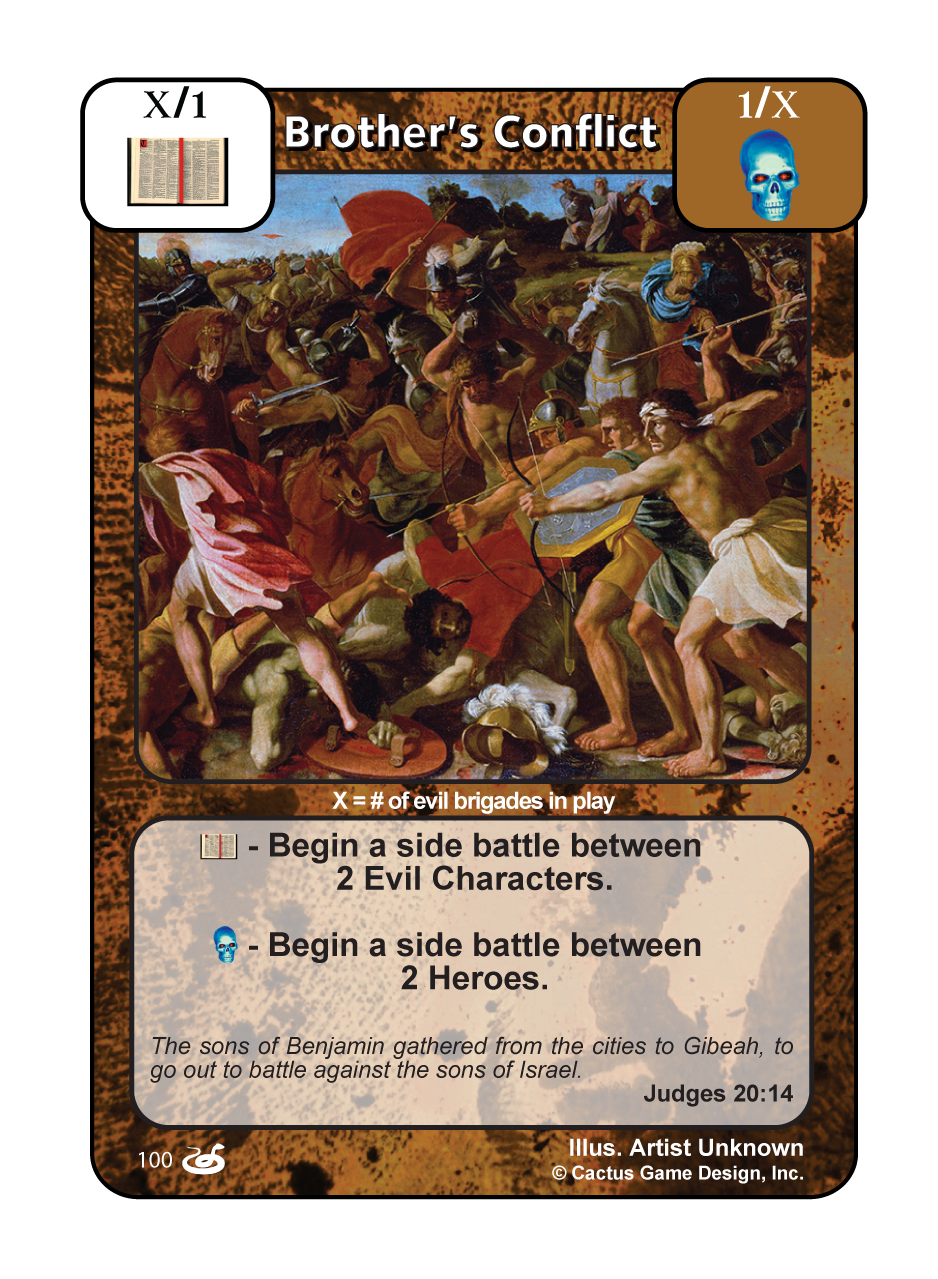 X/1
Brother's Conflict
1/X
X = # of evil brigades in play
- Begin a side battle between
2 Evil Characters.
- Begin a side battle between
2 Heroes.
The sons of Benjamin gathered from the cities to Gibeah, to
go out to battle against the sons of Israel.
Judges 20:14
100
Illus. Artist Unknown
© Cactus Game Design, Inc.